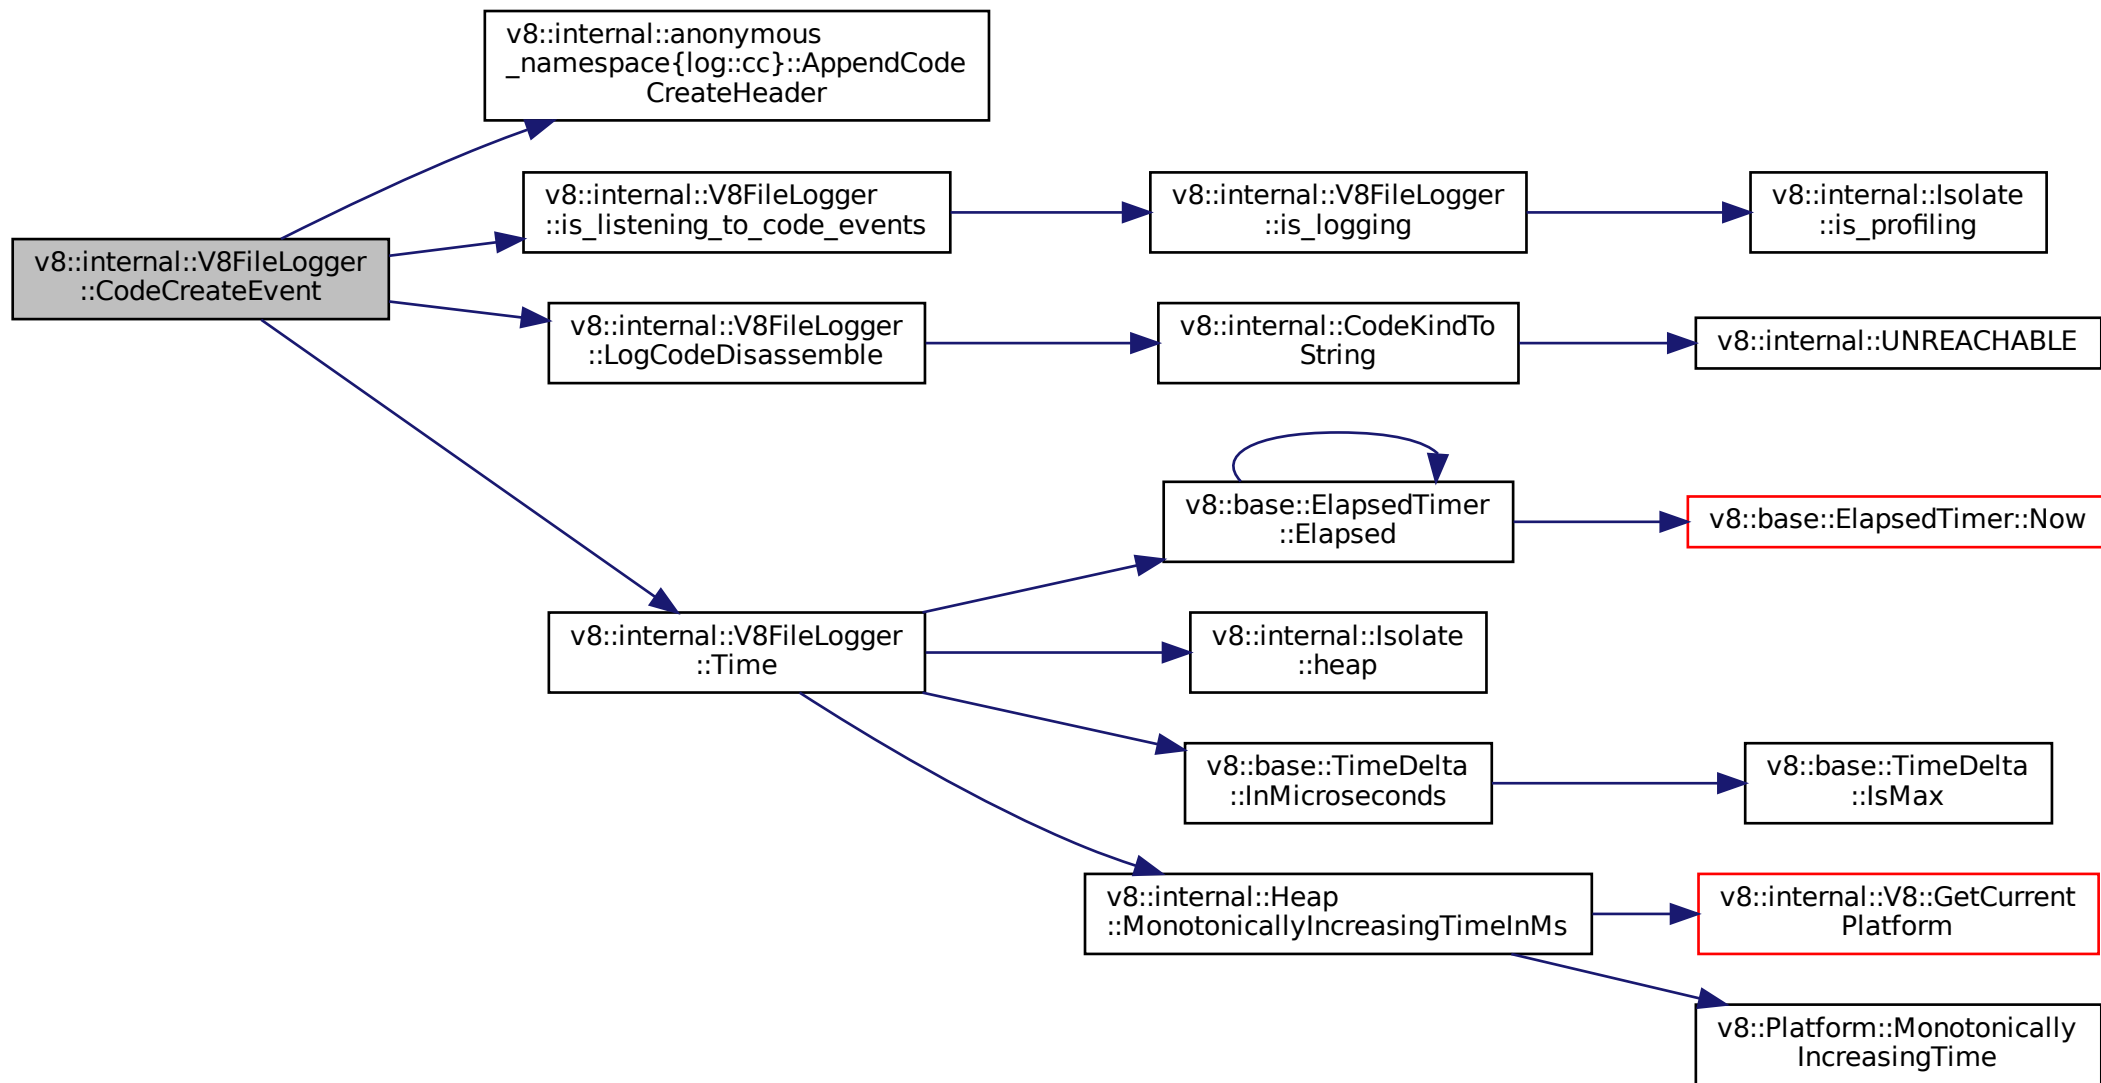 v8::internal::anonymous
_namespace{log::cc}::AppendCode
CreateHeader
v8::internal::V8FileLogger
::is_listening_to_code_events
v8::internal::V8FileLogger
::is_logging
v8::internal::Isolate
::is_profiling
v8::internal::V8FileLogger
::CodeCreateEvent
v8::internal::V8FileLogger
::LogCodeDisassemble
v8::internal::CodeKindTo
String
v8::internal::UNREACHABLE
v8::base::ElapsedTimer
::Elapsed
v8::base::ElapsedTimer::Now
v8::internal::V8FileLogger
::Time
v8::internal::Isolate
::heap
v8::base::TimeDelta
::InMicroseconds
v8::base::TimeDelta
::IsMax
v8::internal::Heap
::MonotonicallyIncreasingTimeInMs
v8::internal::V8::GetCurrent
Platform
v8::Platform::Monotonically
IncreasingTime